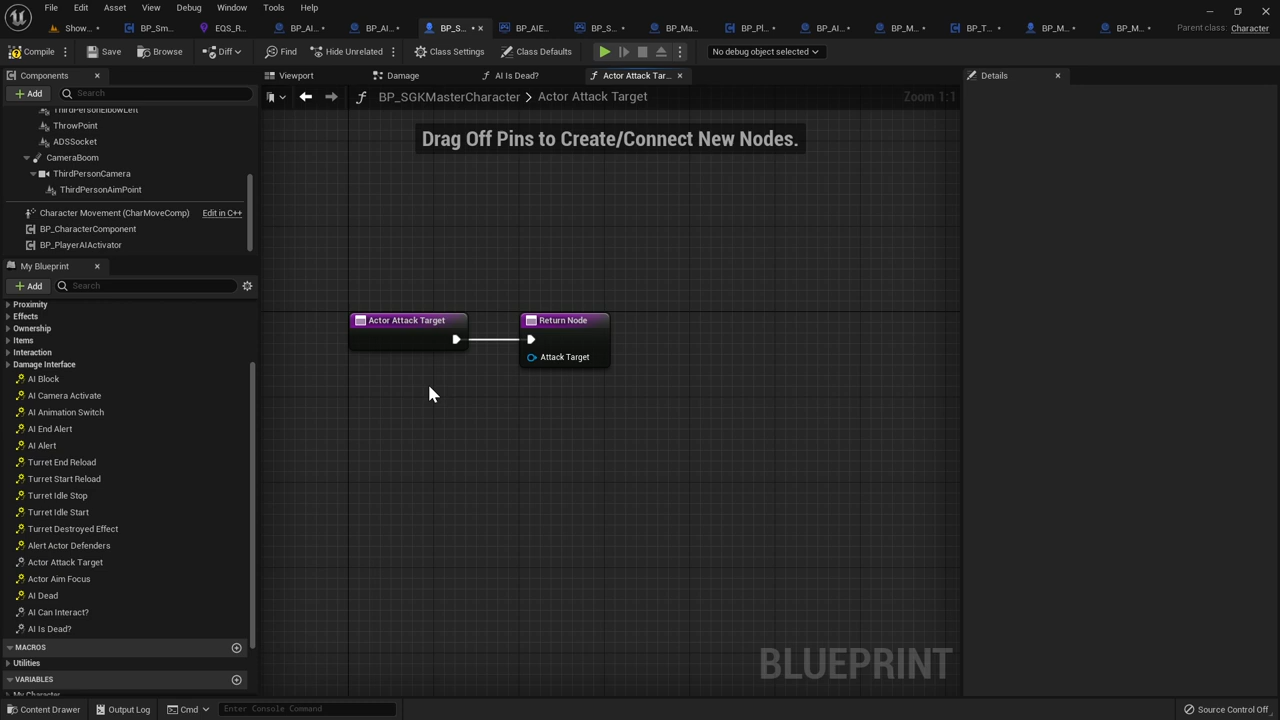 File Edit Asset View Debug Window Tools Help
Show... BP_Sm... EQS_R... BP_AI... BP_AI... BP_S... BP_AIE... BP_S... BP_Ma... BP_Pl... BP_AI... BP_M... BP_T... BP_M... BP_M... Parent class: Character
Compile Save Browse Diff Find Hide Unrelated Class Settings Class Defaults No debug object selected
Components Viewport Damage AI Is Dead? Actor Attack Tar... Details
+ Add Search BP_SGKMasterCharacter > Actor Attack Target Zoom 1:1
ThirdPersonElbowLeft
ThrowPoint
ADSSocket
CameraBoom
ThirdPersonCamera
ThirdPersonAimPoint
Character Movement (CharMoveComp) Edit in C++
BP_CharacterComponent
BP_PlayerAIActivator
Drag Off Pins to Create/Connect New Nodes.
My Blueprint
+ Add Search
Proximity
Effects
Ownership
Items
Interaction
Damage Interface
AI Block
AI Camera Activate
AI Animation Switch
AI End Alert
AI Alert
Turret End Reload
Turret Start Reload
Turret Idle Stop
Turret Idle Start
Turret Destroyed Effect
Alert Actor Defenders
Actor Attack Target
Actor Aim Focus
AI Dead
AI Can Interact?
AI Is Dead?
MACROS
Utilities
VARIABLES
My Character
Actor Attack Target
Return Node
Attack Target
BLUEPRINT
Content Drawer Output Log Cmd Enter Console Command Source Control Off